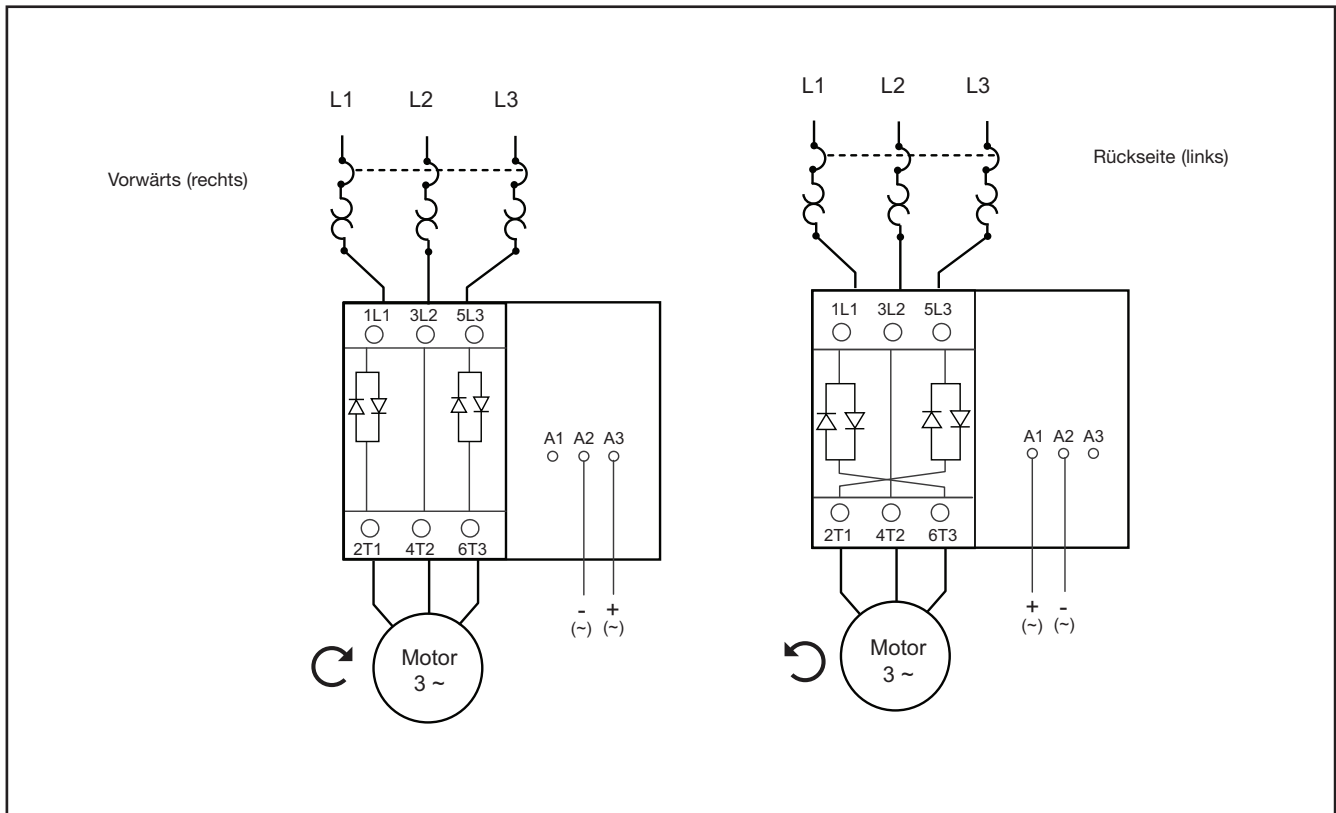 L1 L2 L3
Vorwärts (rechts)
1L1 3L2 5L3
A1 A2 A3
2T1 4T2 6T3
- +
(~) (~)
Motor
3 ~
L1 L2 L3
Rückseite (links)
1L1 3L2 5L3
A1 A2 A3
2T1 4T2 6T3
+ -
(~) (~)
Motor
3 ~